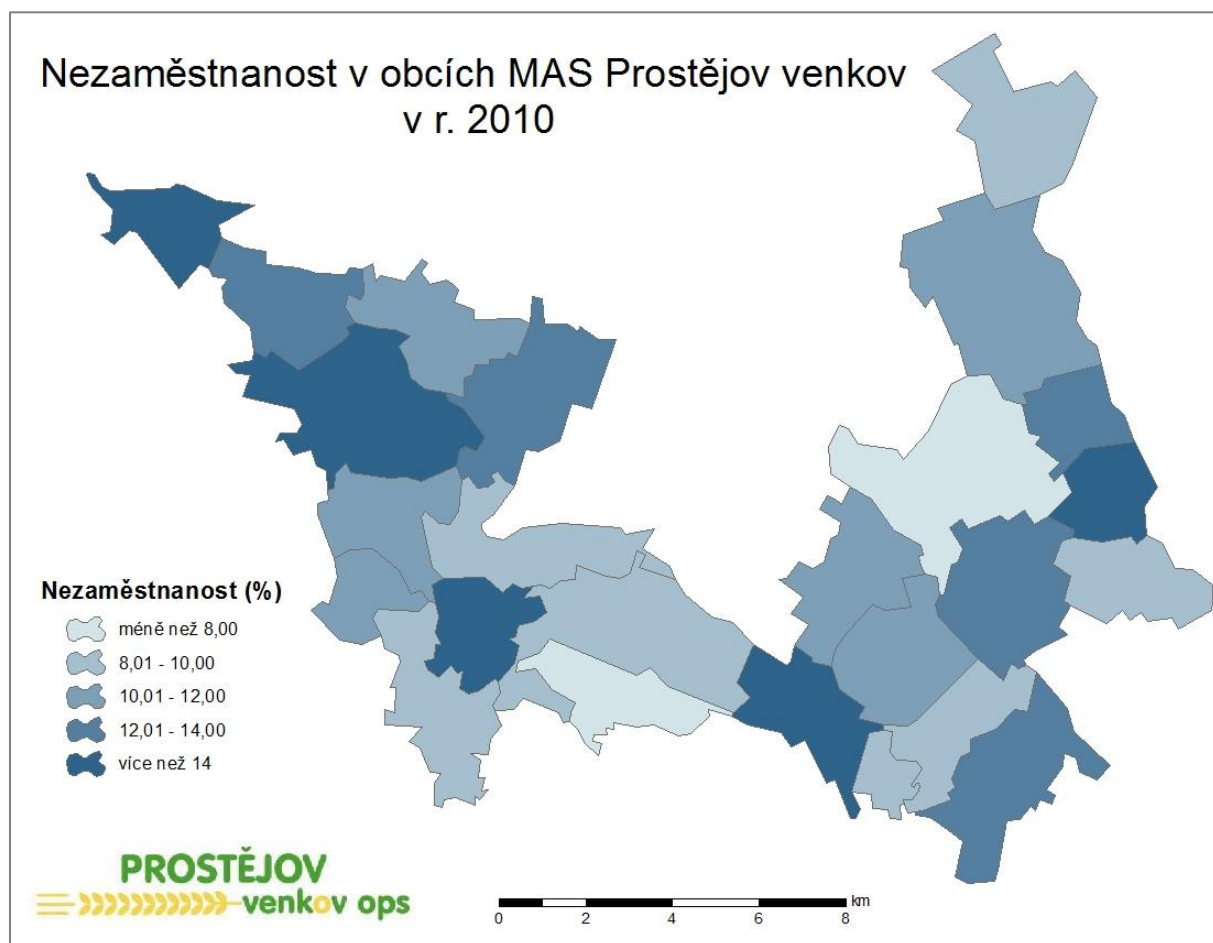 Nezaměstnanost v obcích MAS Prostějov venkov
v r. 2010
Nezaměstnanost (%)
méně než 8,00
8,01 - 10,00
10,01 - 12,00
12,01 - 14,00
více než 14
PROSTĚJOV
venkov ops
km
0 2 4 6 8